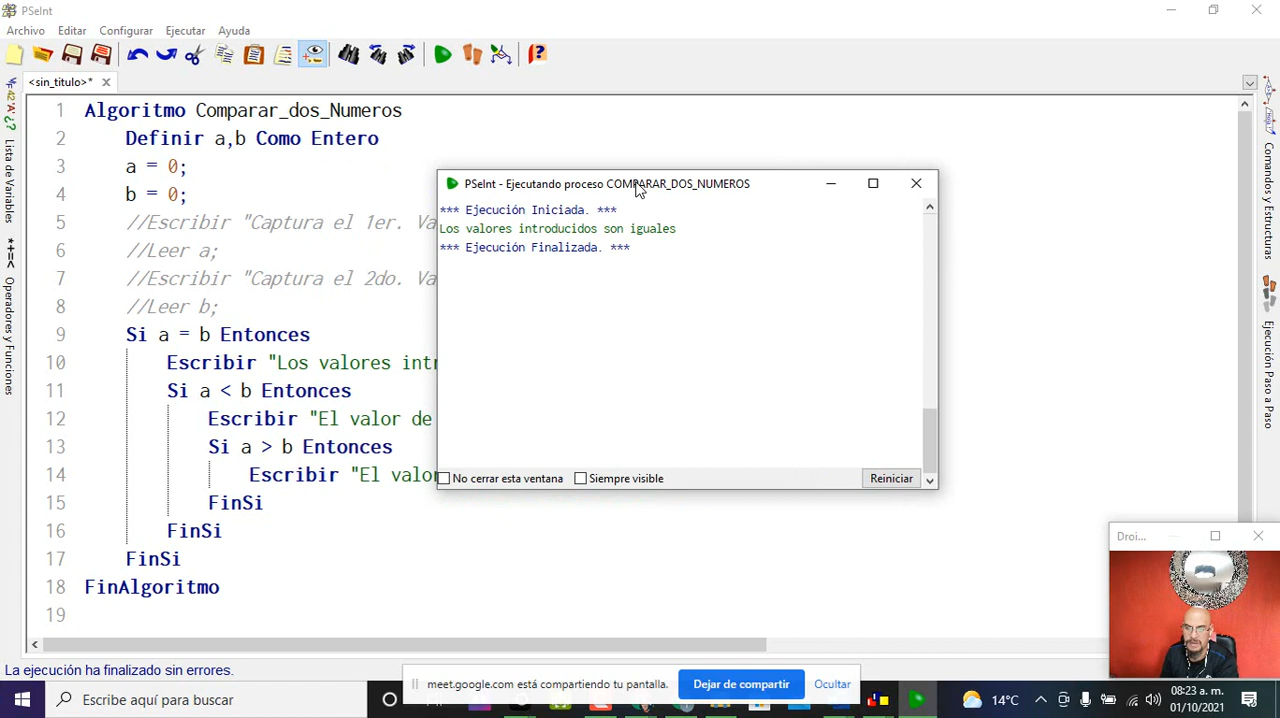 PSeInt
Archivo Editar Configurar Ejecutar Ayuda
<sin_titulo>*
1 Algoritmo Comparar_dos_Numeros
2 Definir a,b Como Entero
3 a = 0;
4 b = 0;
5 //Escribir "Captura el 1er. Va
6 //Leer a;
7 //Escribir "Captura el 2do. Va
8 //Leer b;
9 Si a = b Entonces
10 Escribir "Los valores intr
11 Si a < b Entonces
12 Escribir "El valor de
13 Si a > b Entonces
14 Escribir "El valor
15 FinSi
16 FinSi
17 FinSi
18 FinAlgoritmo
19
PSeInt - Ejecutando proceso COMPARAR_DOS_NUMEROS
*** Ejecución Iniciada. ***
Los valores introducidos son iguales
*** Ejecución Finalizada. ***
No cerrar esta ventana
Siempre visible
Reiniciar
Lista de Variables
*+=< Operadores y Funciones
Comandos y Estructuras
Ejecución Paso a Paso
Droi...
La ejecución ha finalizado sin errores.
meet.google.com está compartiendo tu pantalla.
Dejar de compartir
Ocultar
Escribe aquí para buscar
14°C
08:23 a. m.
01/10/2021